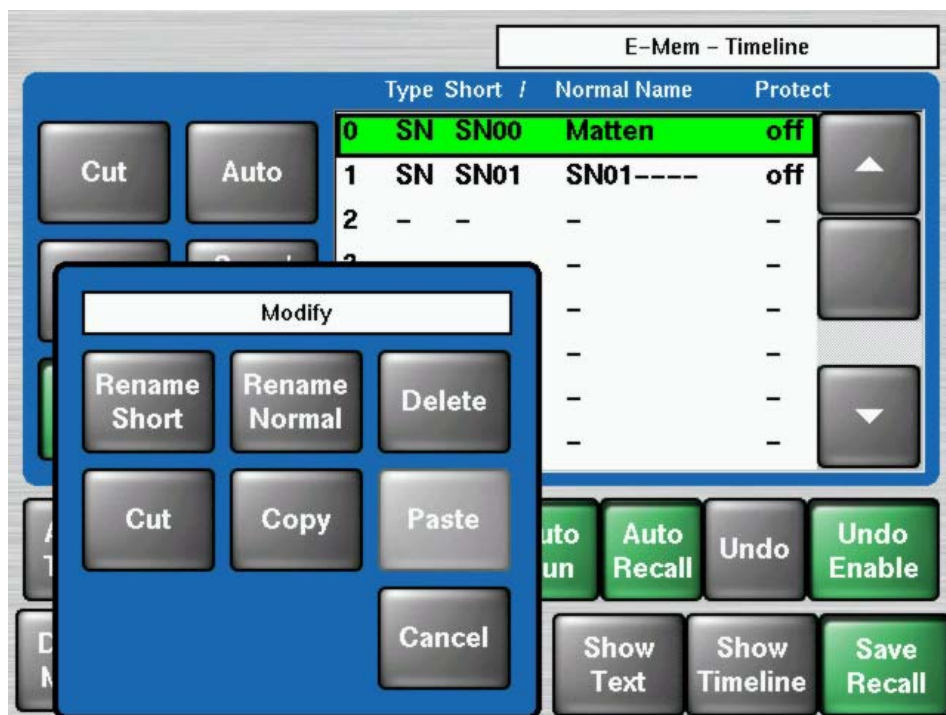 E-Mem – Timeline
Type Short / Normal Name Protect
Cut Auto
0 SN SN00 Matten off
1 SN SN01 SN01---- off
2 – – – –
– –
– –
– –
– –
– –
Modify
Rename Short
Rename Normal
Delete
Cut
Copy
Paste
Cancel
Auto Recall
Undo
Undo Enable
Show Text
Show Timeline
Save Recall